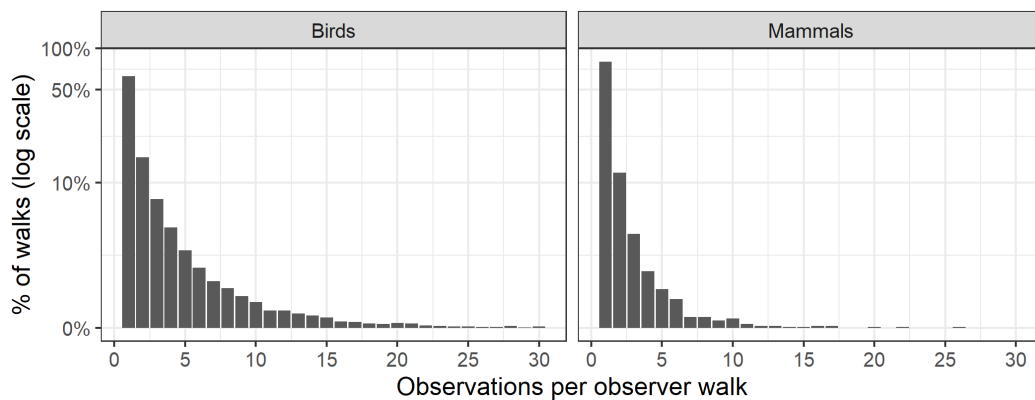 Birds
Mammals
% of walks (log scale)
100%
50%
10%
0%
0 5 10 15 20 25 30
0 5 10 15 20 25 30
Observations per observer walk